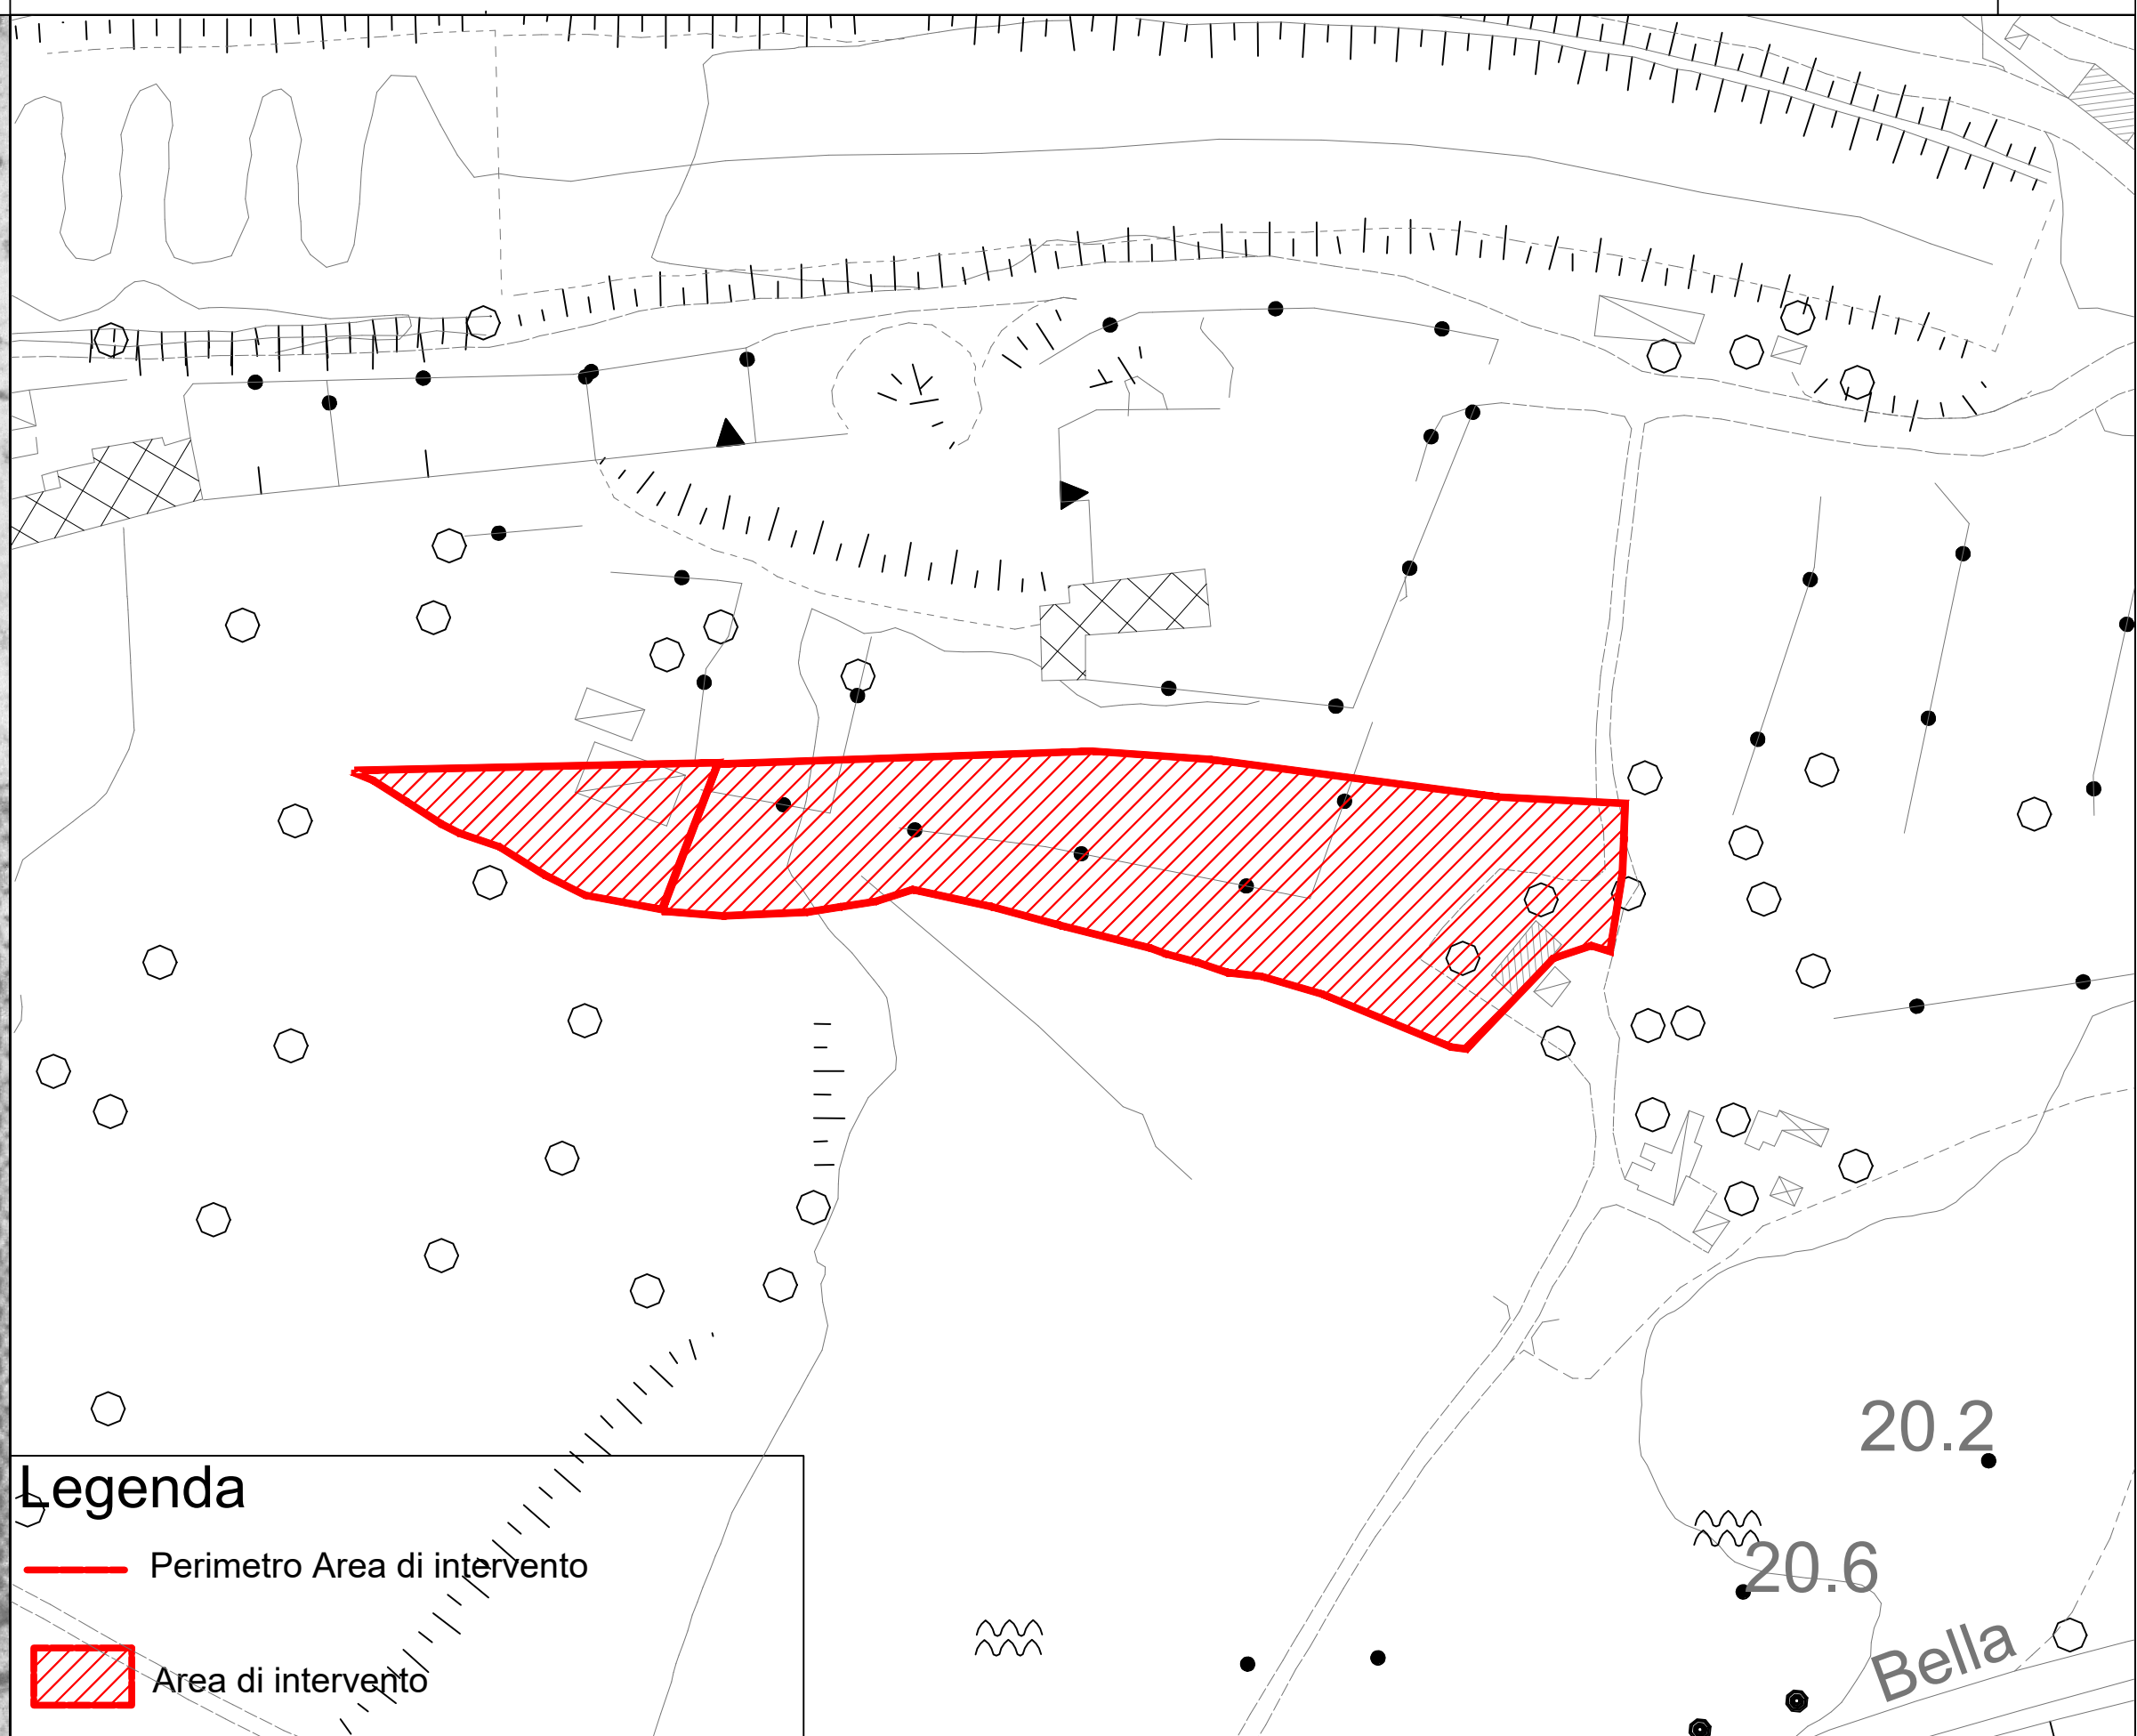 20.2
20.6
Bella
Legenda
Perimetro Area di intervento
Area di intervento